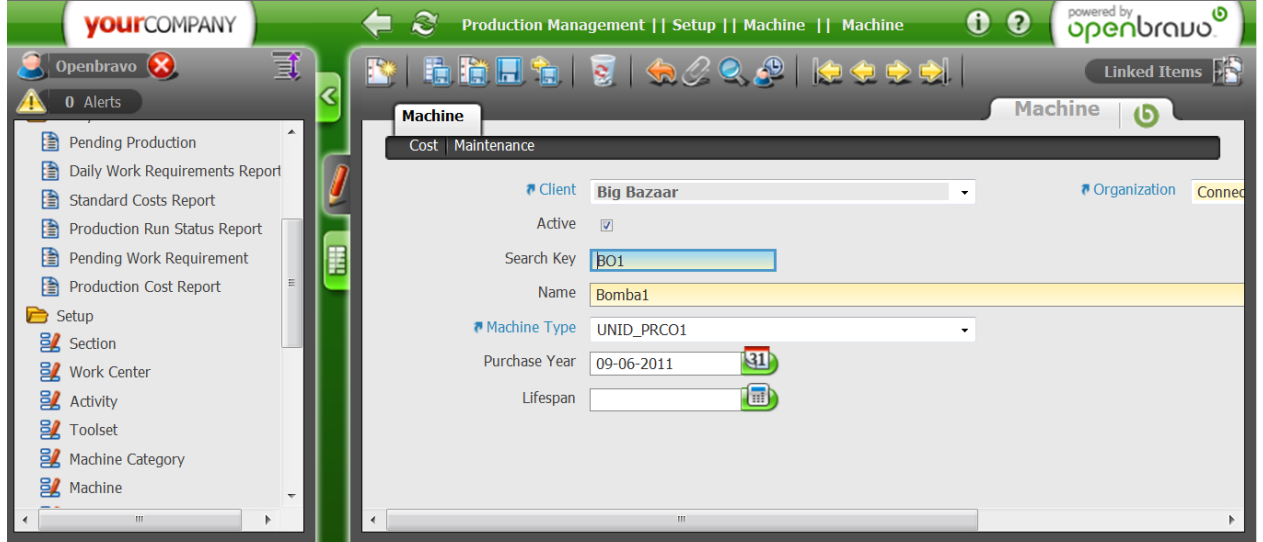 yourCOMPANY
Production Management || Setup || Machine || Machine
powered by
openbravo
Openbravo
Linked Items
0 Alerts
Machine
Machine
Cost
Maintenance
Pending Production
Daily Work Requirements Report
Standard Costs Report
Production Run Status Report
Pending Work Requirement
Production Cost Report
Setup
Section
Work Center
Activity
Toolset
Machine Category
Machine
Client
Big Bazaar
Organization
Connec
Active
Search Key
BO1
Name
Bomba1
Machine Type
UNID_PRCO1
Purchase Year
09-06-2011
31
Lifespan